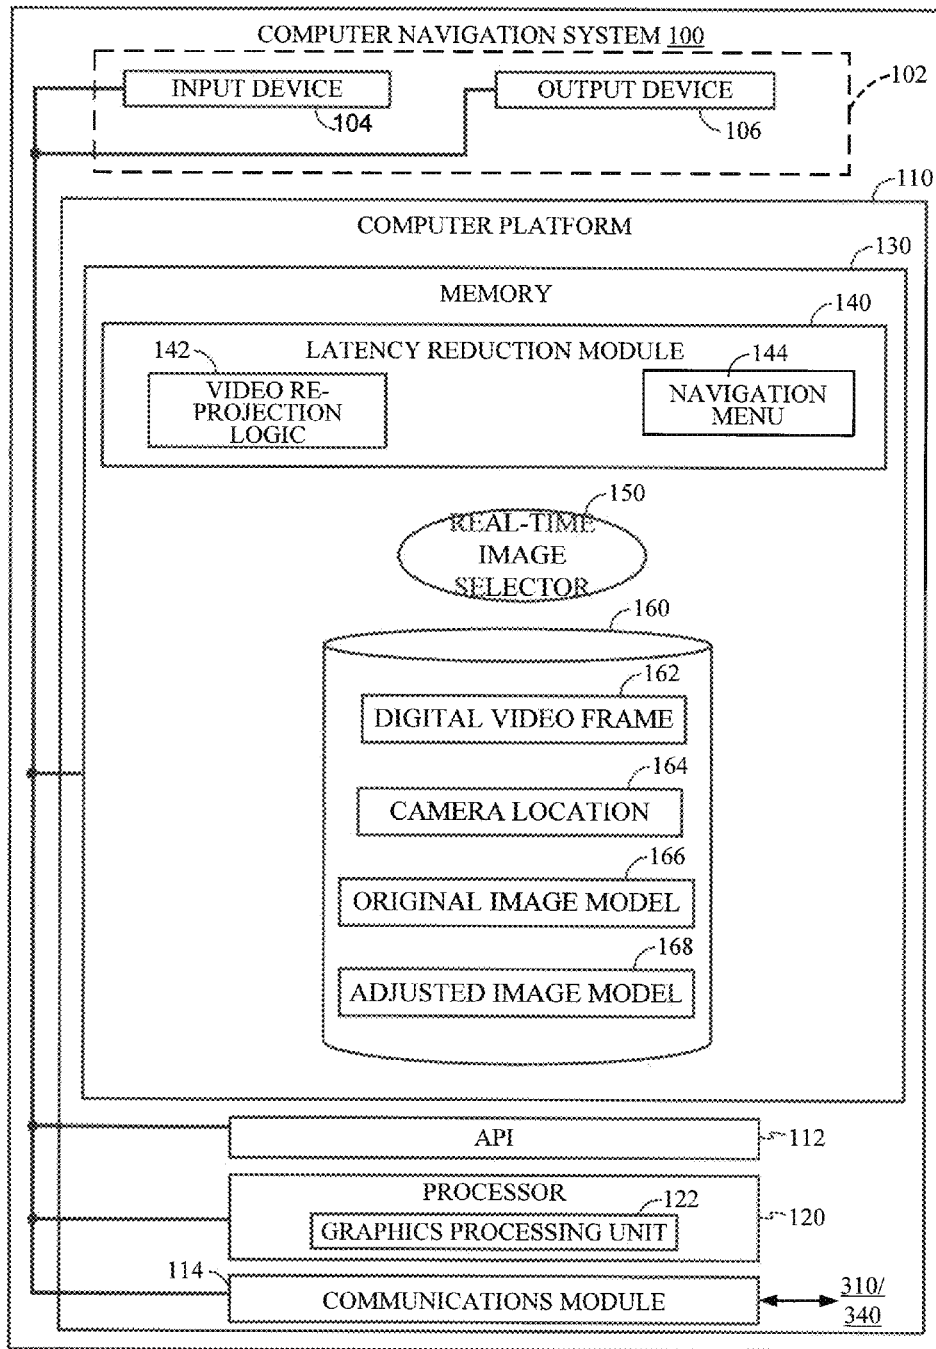 COMPUTER NAVIGATION SYSTEM 100
INPUT DEVICE
OUTPUT DEVICE
102
104
106
110
COMPUTER PLATFORM
130
MEMORY
140
LATENCY REDUCTION MODULE
142
144
VIDEO RE-
PROJECTION
LOGIC
NAVIGATION
MENU
150
REAL-TIME
IMAGE
SELECTOR
160
162
DIGITAL VIDEO FRAME
164
CAMERA LOCATION
166
ORIGINAL IMAGE MODEL
168
ADJUSTED IMAGE MODEL
API
112
PROCESSOR
122
GRAPHICS PROCESSING UNIT
120
114
COMMUNICATIONS MODULE
310/
340